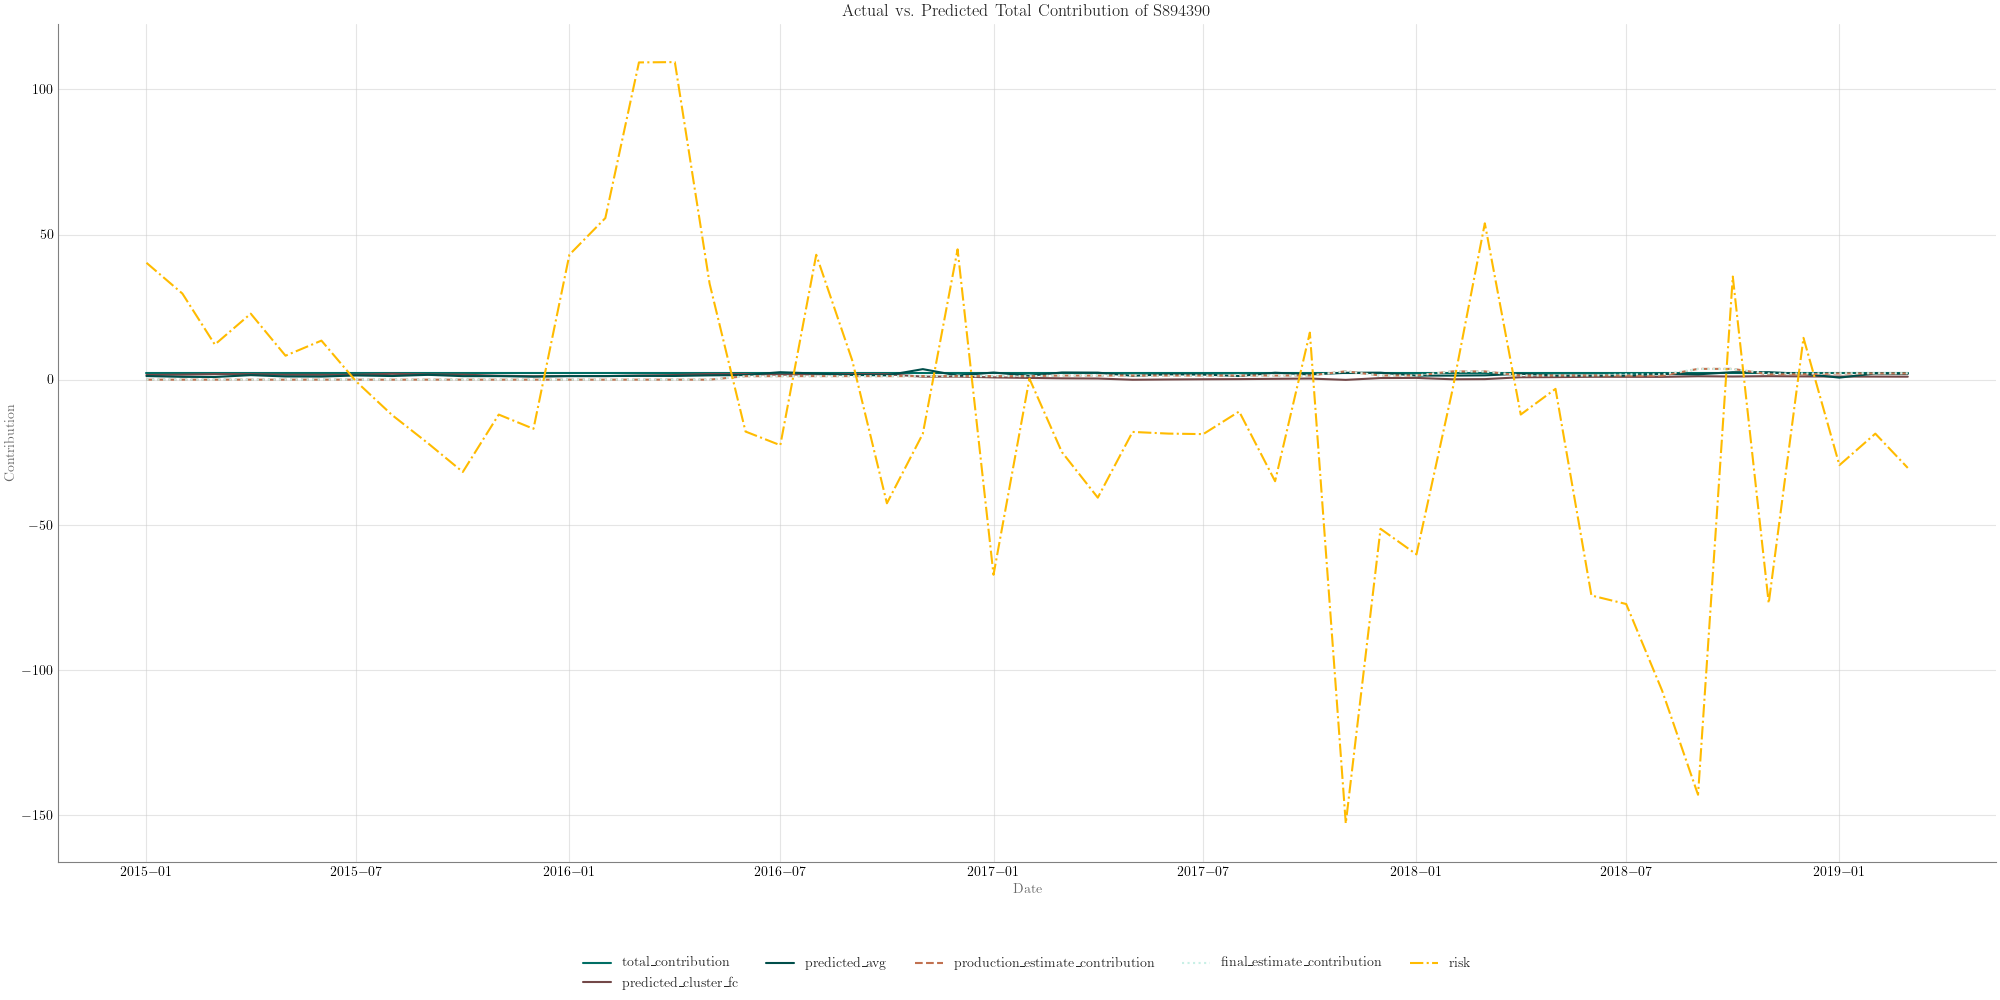 Actual vs. Predicted Total Contribution of S894390
100
50
0
−50
−100
−150
Contribution
2015−01 2015−07 2016−01 2016−07 2017−01 2017−07 2018−01 2018−07 2019−01
Date
total_contribution predicted_avg production_estimate_contribution final_estimate_contribution risk
predicted_cluster_fc